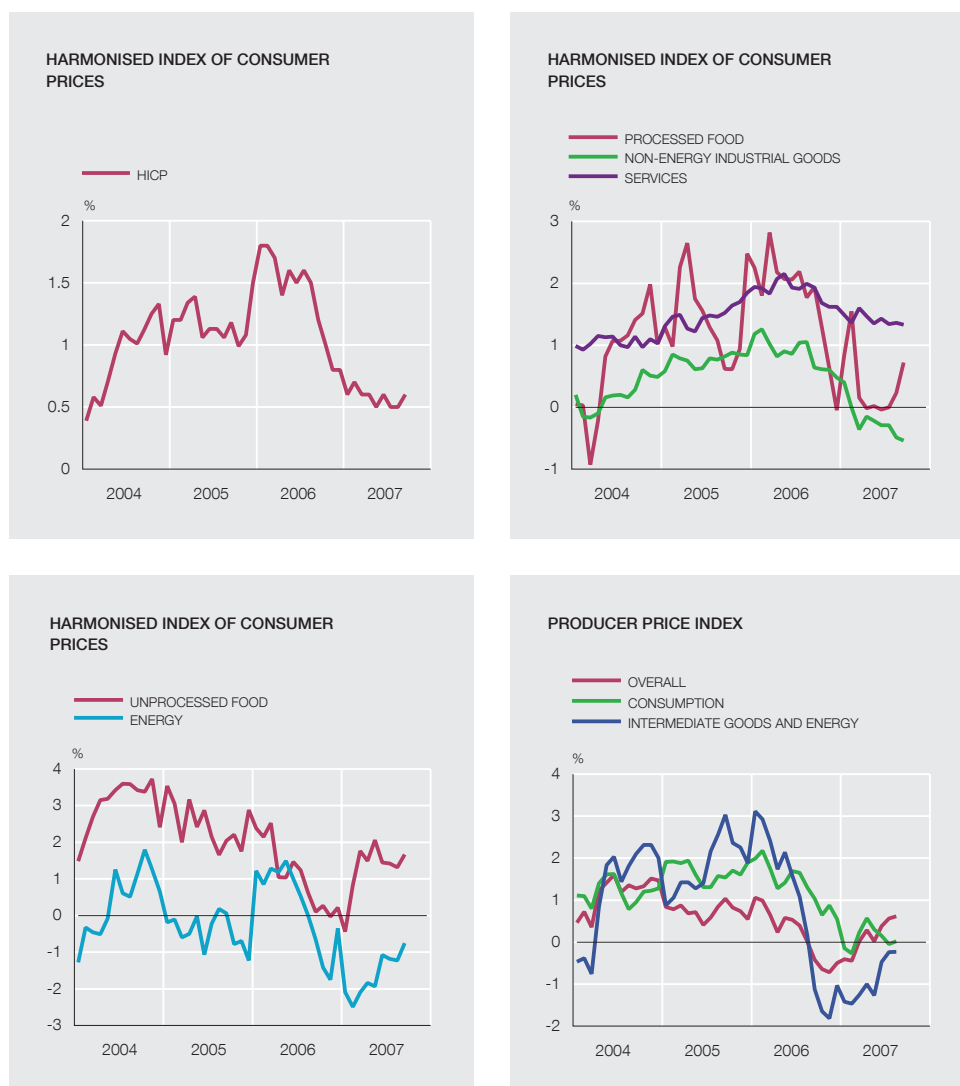 HARMONISED INDEX OF CONSUMER
PRICES
HICP
%
2
1.5
1
0.5
0
2004 2005 2006 2007
HARMONISED INDEX OF CONSUMER
PRICES
PROCESSED FOOD
NON-ENERGY INDUSTRIAL GOODS
SERVICES
%
3
2
1
0
-1
2004 2005 2006 2007
HARMONISED INDEX OF CONSUMER
PRICES
UNPROCESSED FOOD
ENERGY
%
4
3
2
1
0
-1
-2
-3
2004 2005 2006 2007
PRODUCER PRICE INDEX
OVERALL
CONSUMPTION
INTERMEDIATE GOODS AND ENERGY
%
4
3
2
1
0
-1
-2
2004 2005 2006 2007